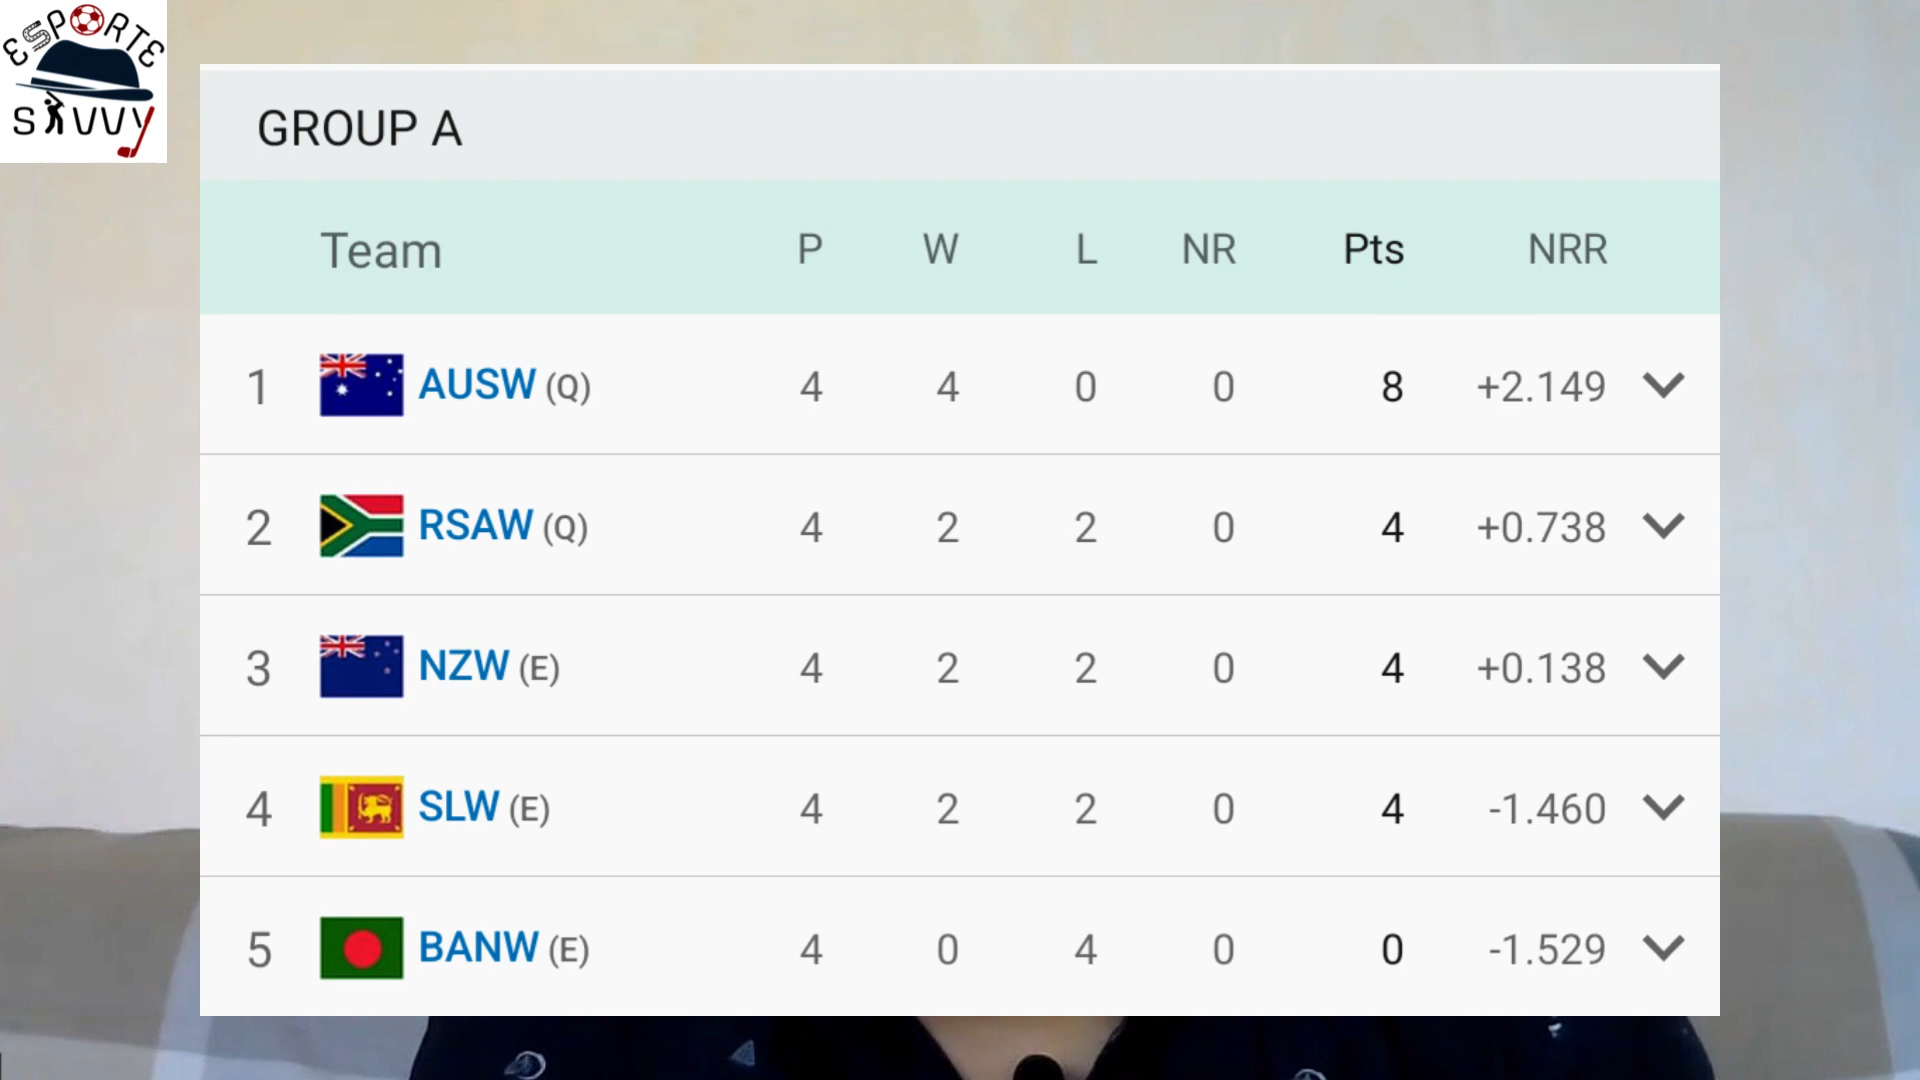 ESPORTE
SAVVY
GROUP A
Team P W L NR Pts NRR
1 AUSW (Q) 4 4 0 0 8 +2.149
2 RSAW (Q) 4 2 2 0 4 +0.738
3 NZW (E) 4 2 2 0 4 +0.138
4 SLW (E) 4 2 2 0 4 -1.460
5 BANW (E) 4 0 4 0 0 -1.529